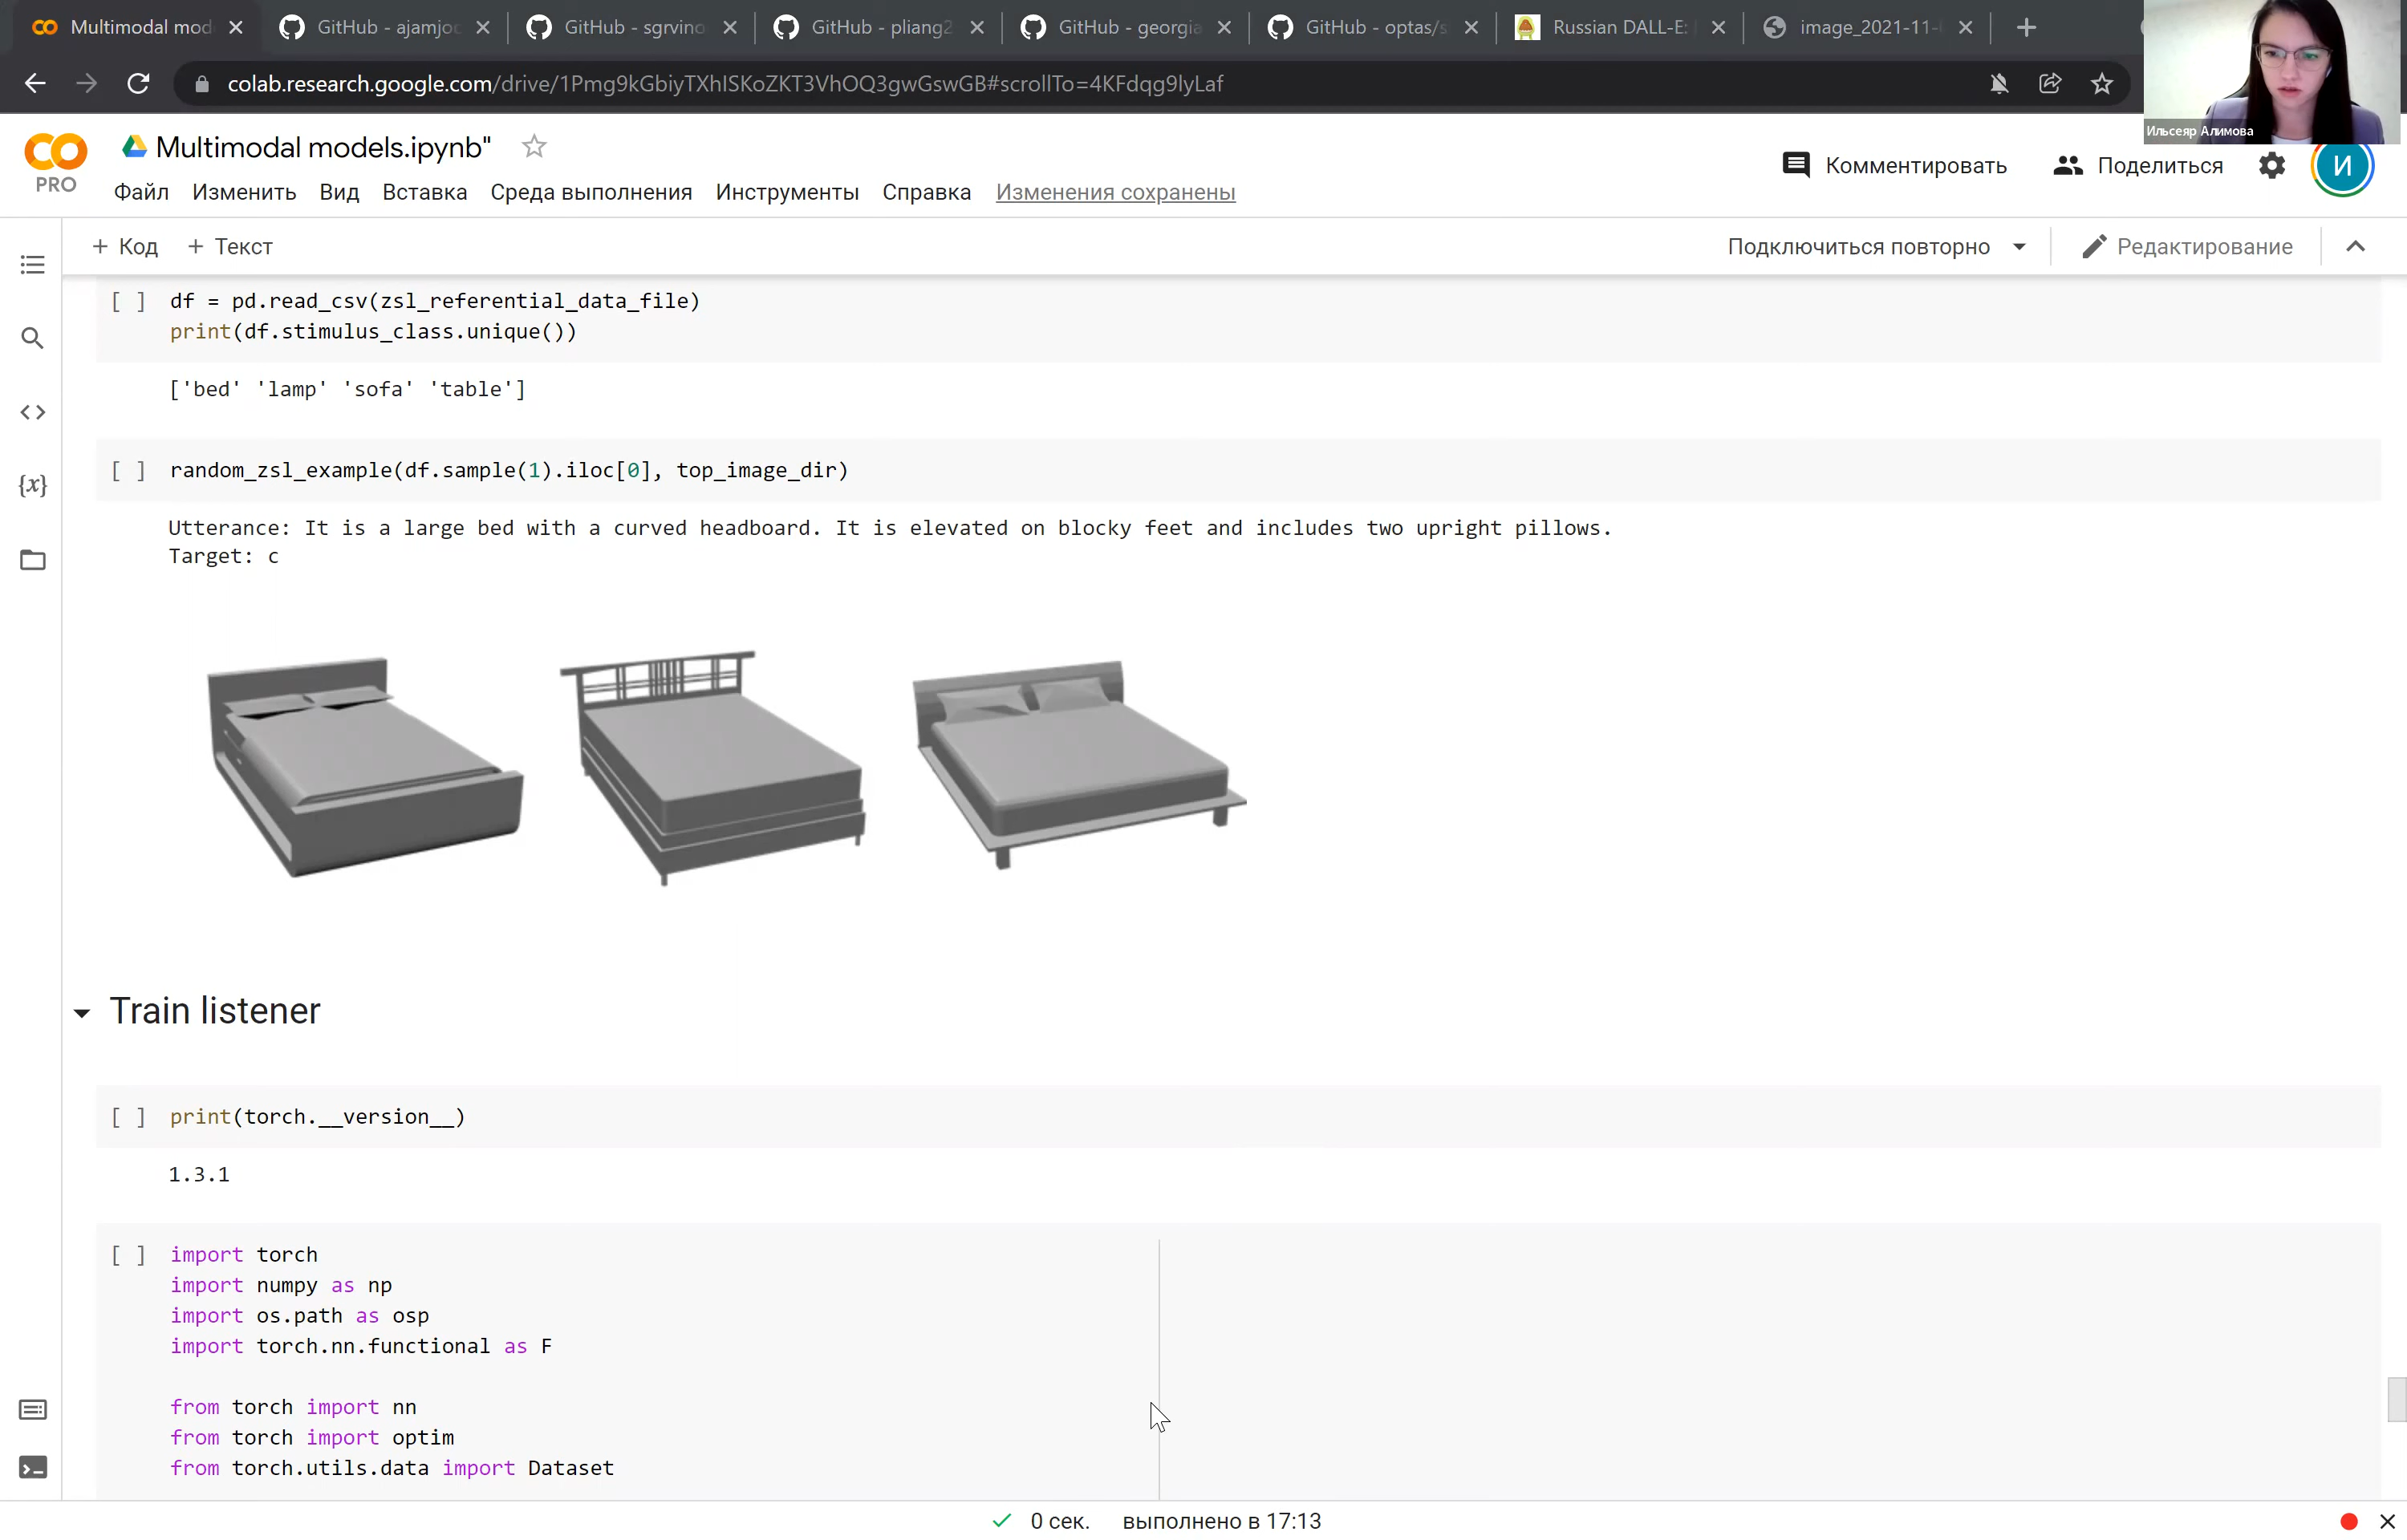 Multimodal mod
GitHub - ajamjoc
GitHub - sgrvino
GitHub - pliang2
GitHub - georgia
GitHub - optas/s
Russian DALL-E:
image_2021-11-
colab.research.google.com/drive/1Pmg9kGbiyTXhISKoZKT3VhOQ3gwGswGB#scrollTo=4KFdqg9lyLaf
Ильсеяр Алимова
Multimodal models.ipynb"
PRO
Комментировать
Поделиться
И
Файл Изменить Вид Вставка Среда выполнения Инструменты Справка Изменения сохранены
+ Код + Текст
Подключиться повторно
Редактирование
[ ] df = pd.read_csv(zsl_referential_data_file)
print(df.stimulus_class.unique())
['bed' 'lamp' 'sofa' 'table']
{x}
[ ] random_zsl_example(df.sample(1).iloc[0], top_image_dir)
Utterance: It is a large bed with a curved headboard. It is elevated on blocky feet and includes two upright pillows.
Target: c
Train listener
[ ] print(torch.__version__)
1.3.1
[ ] import torch
import numpy as np
import os.path as osp
import torch.nn.functional as F
from torch import nn
from torch import optim
from torch.utils.data import Dataset
0 сек. выполнено в 17:13